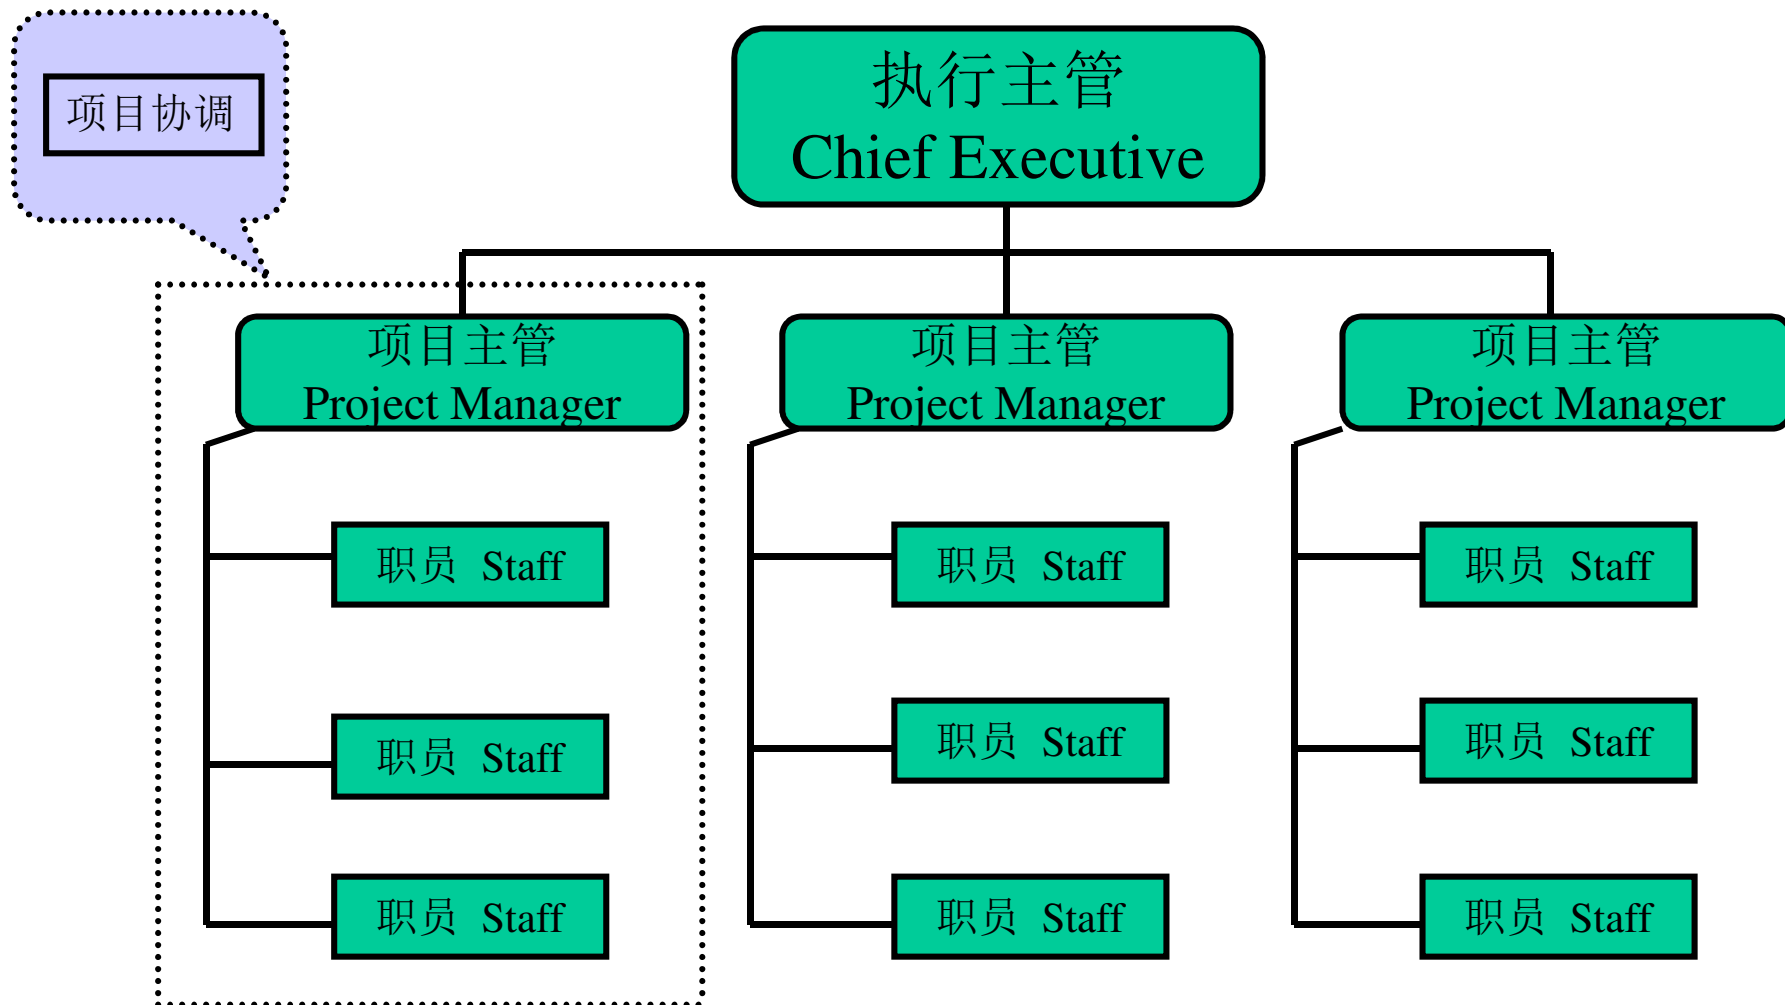 项目协调
执行主管
Chief Executive
项目主管
Project Manager
项目主管
Project Manager
项目主管
Project Manager
职员 Staff
职员 Staff
职员 Staff
职员 Staff
职员 Staff
职员 Staff
职员 Staff
职员 Staff
职员 Staff